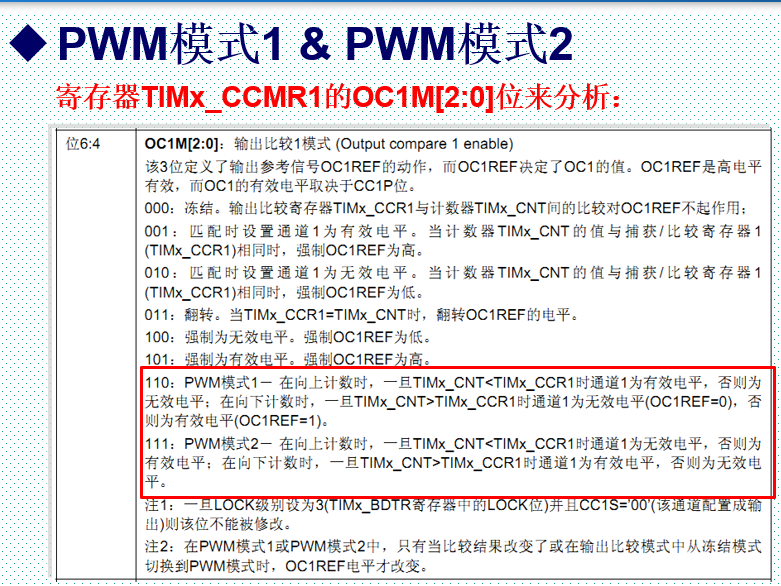 PWM模式1 & PWM模式2
寄存器TIMx_CCMR1的OC1M[2:0]位来分析：
位6:4
OC1M[2:0]：输出比较1模式 (Output compare 1 enable)
该3位定义了输出参考信号OC1REF的动作，而OC1REF决定了OC1的值。OC1REF是高电平
有效，而OC1的有效电平取决于CC1P位。
000：冻结。输出比较寄存器TIMx_CCR1与计数器TIMx_CNT间的比较对OC1REF不起作用；
001：匹配时设置通道1为有效电平。当计数器TIMx_CNT的值与捕获/比较寄存器1
(TIMx_CCR1)相同时，强制OC1REF为高。
010：匹配时设置通道1为无效电平。当计数器TIMx_CNT的值与捕获/比较寄存器1
(TIMx_CCR1)相同时，强制OC1REF为低。
011：翻转。当TIMx_CCR1=TIMx_CNT时，翻转OC1REF的电平。
100：强制为无效电平。强制OC1REF为低。
101：强制为有效电平。强制OC1REF为高。
110：PWM模式1－ 在向上计数时，一旦TIMx_CNT<TIMx_CCR1时通道1为有效电平，否则为
无效电平；在向下计数时，一旦TIMx_CNT>TIMx_CCR1时通道1为无效电平(OC1REF=0)，否
则为有效电平(OC1REF=1)。
111：PWM模式2－ 在向上计数时，一旦TIMx_CNT<TIMx_CCR1时通道1为无效电平，否则为
有效电平；在向下计数时，一旦TIMx_CNT>TIMx_CCR1时通道1为有效电平，否则为无效电
平。
注1：一旦LOCK级别设为3(TIMx_BDTR寄存器中的LOCK位)并且CC1S='00'(该通道配置成输
出)则该位不能被修改。
注2：在PWM模式1或PWM模式2中，只有当比较结果改变了或在输出比较模式中从冻结模式
切换到PWM模式时，OC1REF电平才改变。